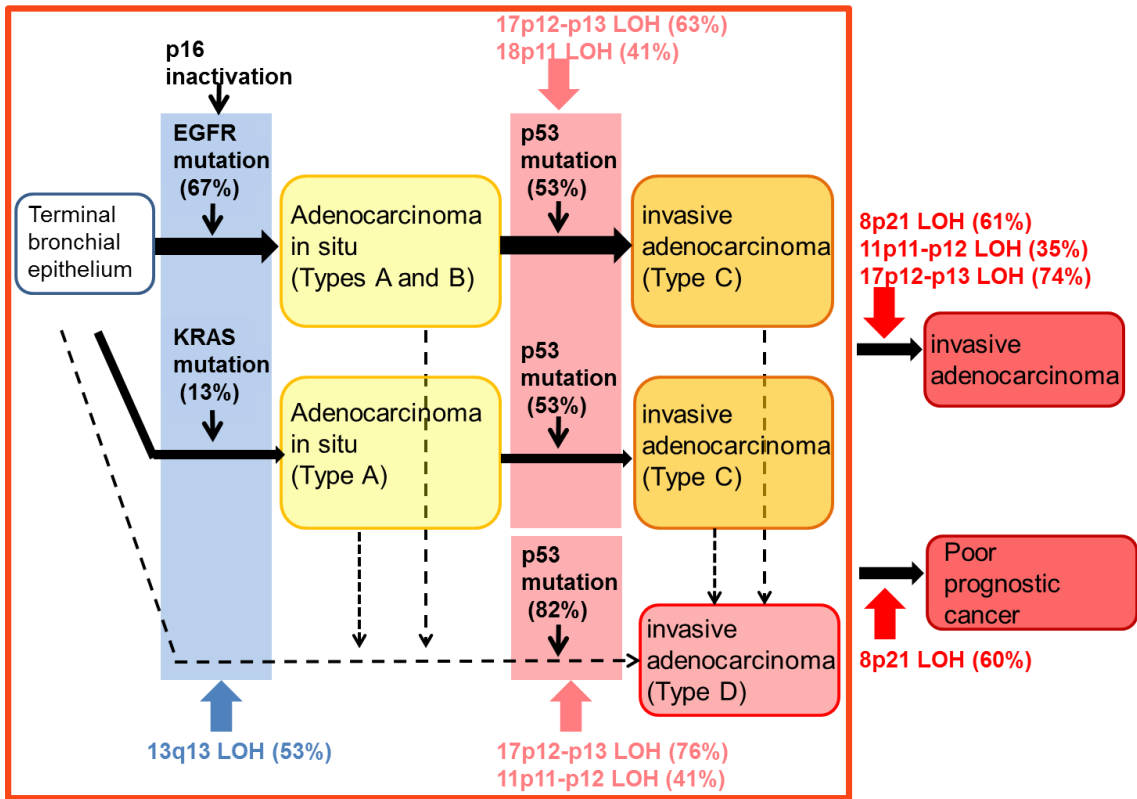 17p12-p13 LOH (63%)
18p11 LOH (41%)
p16
inactivation
EGFR
mutation
(67%)
p53
mutation
(53%)
Terminal
bronchial
epithelium
Adenocarcinoma
in situ
(Types A and B)
invasive
adenocarcinoma
(Type C)
8p21 LOH (61%)
11p11-p12 LOH (35%)
17p12-p13 LOH (74%)
invasive
adenocarcinoma
KRAS
mutation
(13%)
Adenocarcinoma
in situ
(Type A)
p53
mutation
(53%)
invasive
adenocarcinoma
(Type C)
p53
mutation
(82%)
invasive
adenocarcinoma
(Type D)
Poor
prognostic
cancer
8p21 LOH (60%)
13q13 LOH (53%)
17p12-p13 LOH (76%)
11p11-p12 LOH (41%)